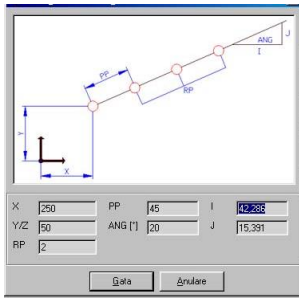 J
ANG
I
PP
RP
Y
X
X 250 PP 45 I 42,286
Y/Z 50 ANG [°] 20 J 15,391
RP 2
Gata Anulare